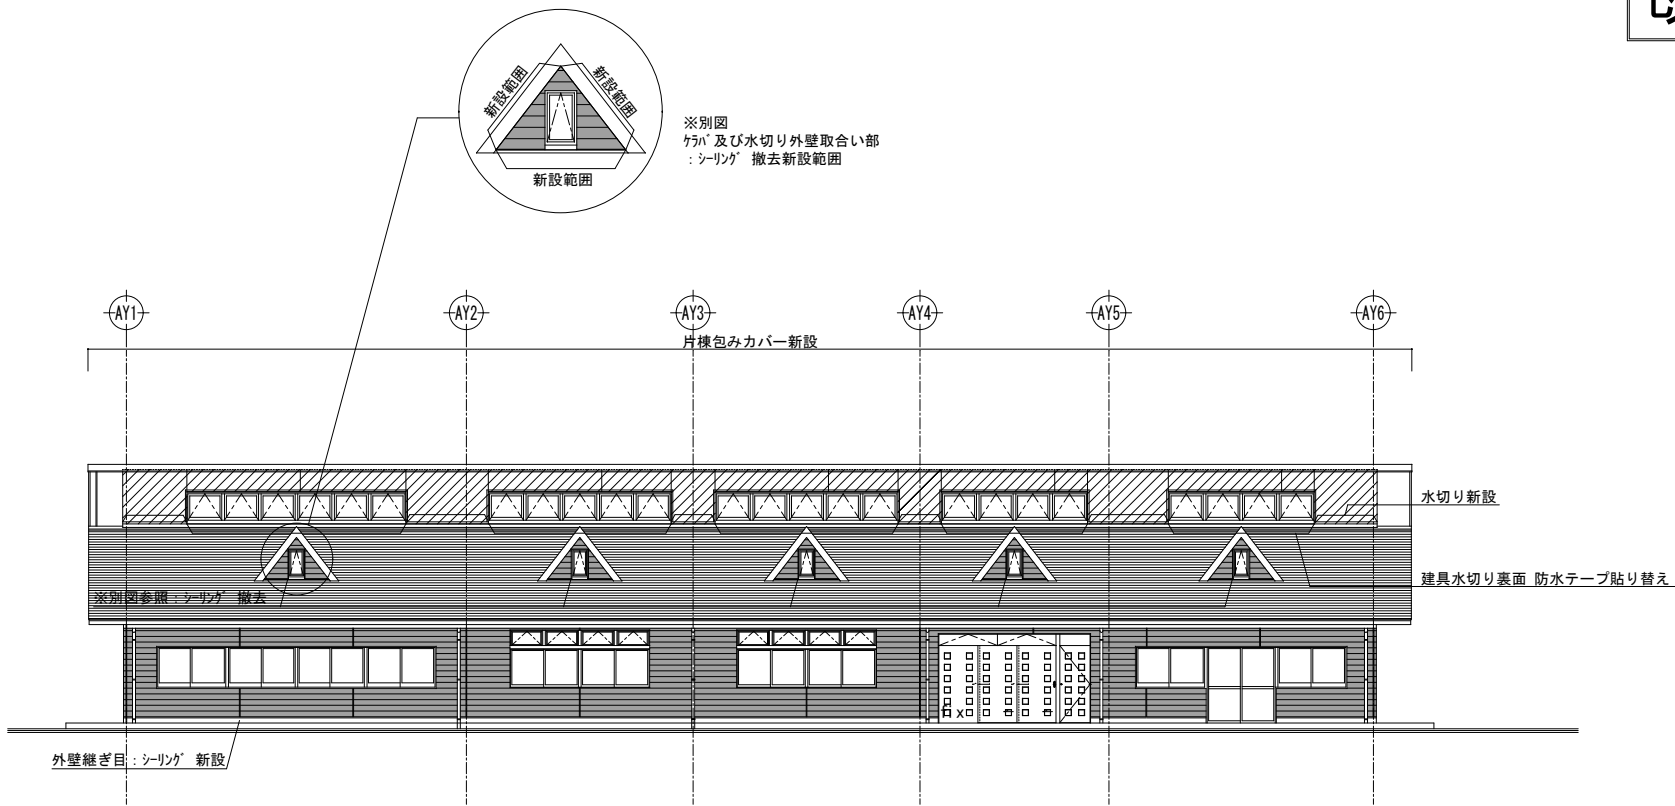 新設範囲
新設範囲
新設範囲
※別図
ｹﾗﾊﾞ及び水切り外壁取合い部
：ｼｰﾘﾝｸﾞ 撤去新設範囲
AY1
AY2
AY3
AY4
AY5
AY6
片棟包みカバー新設
水切り新設
建具水切り裏面 防水テープ貼り替え
※別図参照：ｼｰﾘﾝｸﾞ 撤去
fix
外壁継ぎ目：ｼｰﾘﾝｸﾞ 新設